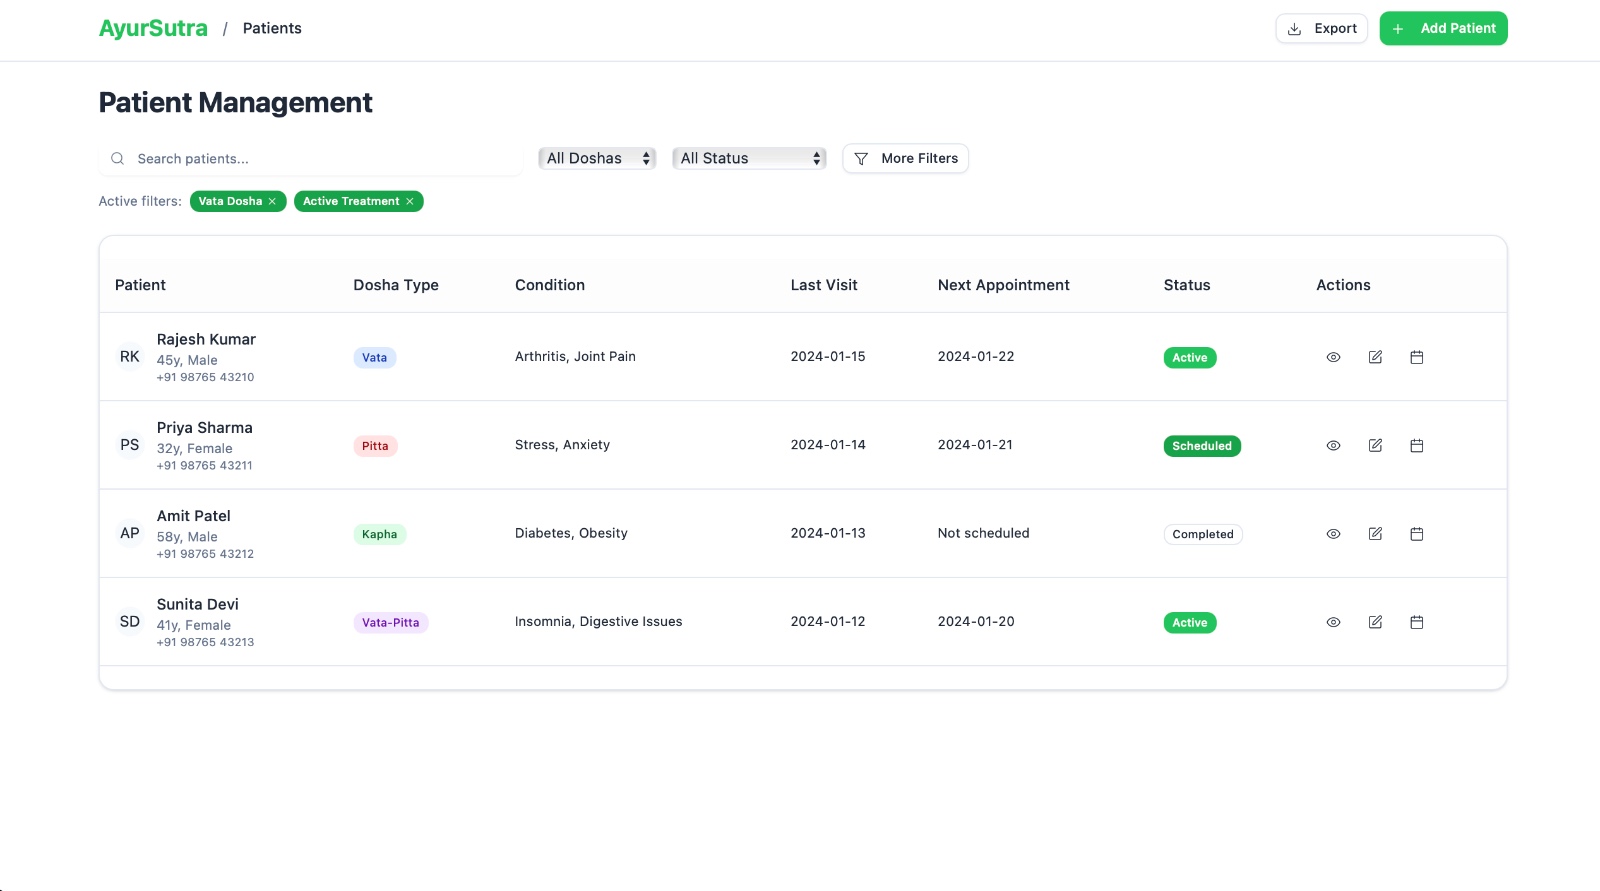 AyurSutra / Patients Export + Add Patient
Patient Management
Search patients... All Doshas All Status More Filters
Active filters: Vata Dosha × Active Treatment ×
Patient Dosha Type Condition Last Visit Next Appointment Status Actions
RK Rajesh Kumar
45y, Male
+91 98765 43210
Vata Arthritis, Joint Pain 2024-01-15 2024-01-22 Active
PS Priya Sharma
32y, Female
+91 98765 43211
Pitta Stress, Anxiety 2024-01-14 2024-01-21 Scheduled
AP Amit Patel
58y, Male
+91 98765 43212
Kapha Diabetes, Obesity 2024-01-13 Not scheduled Completed
SD Sunita Devi
41y, Female
+91 98765 43213
Vata-Pitta Insomnia, Digestive Issues 2024-01-12 2024-01-20 Active